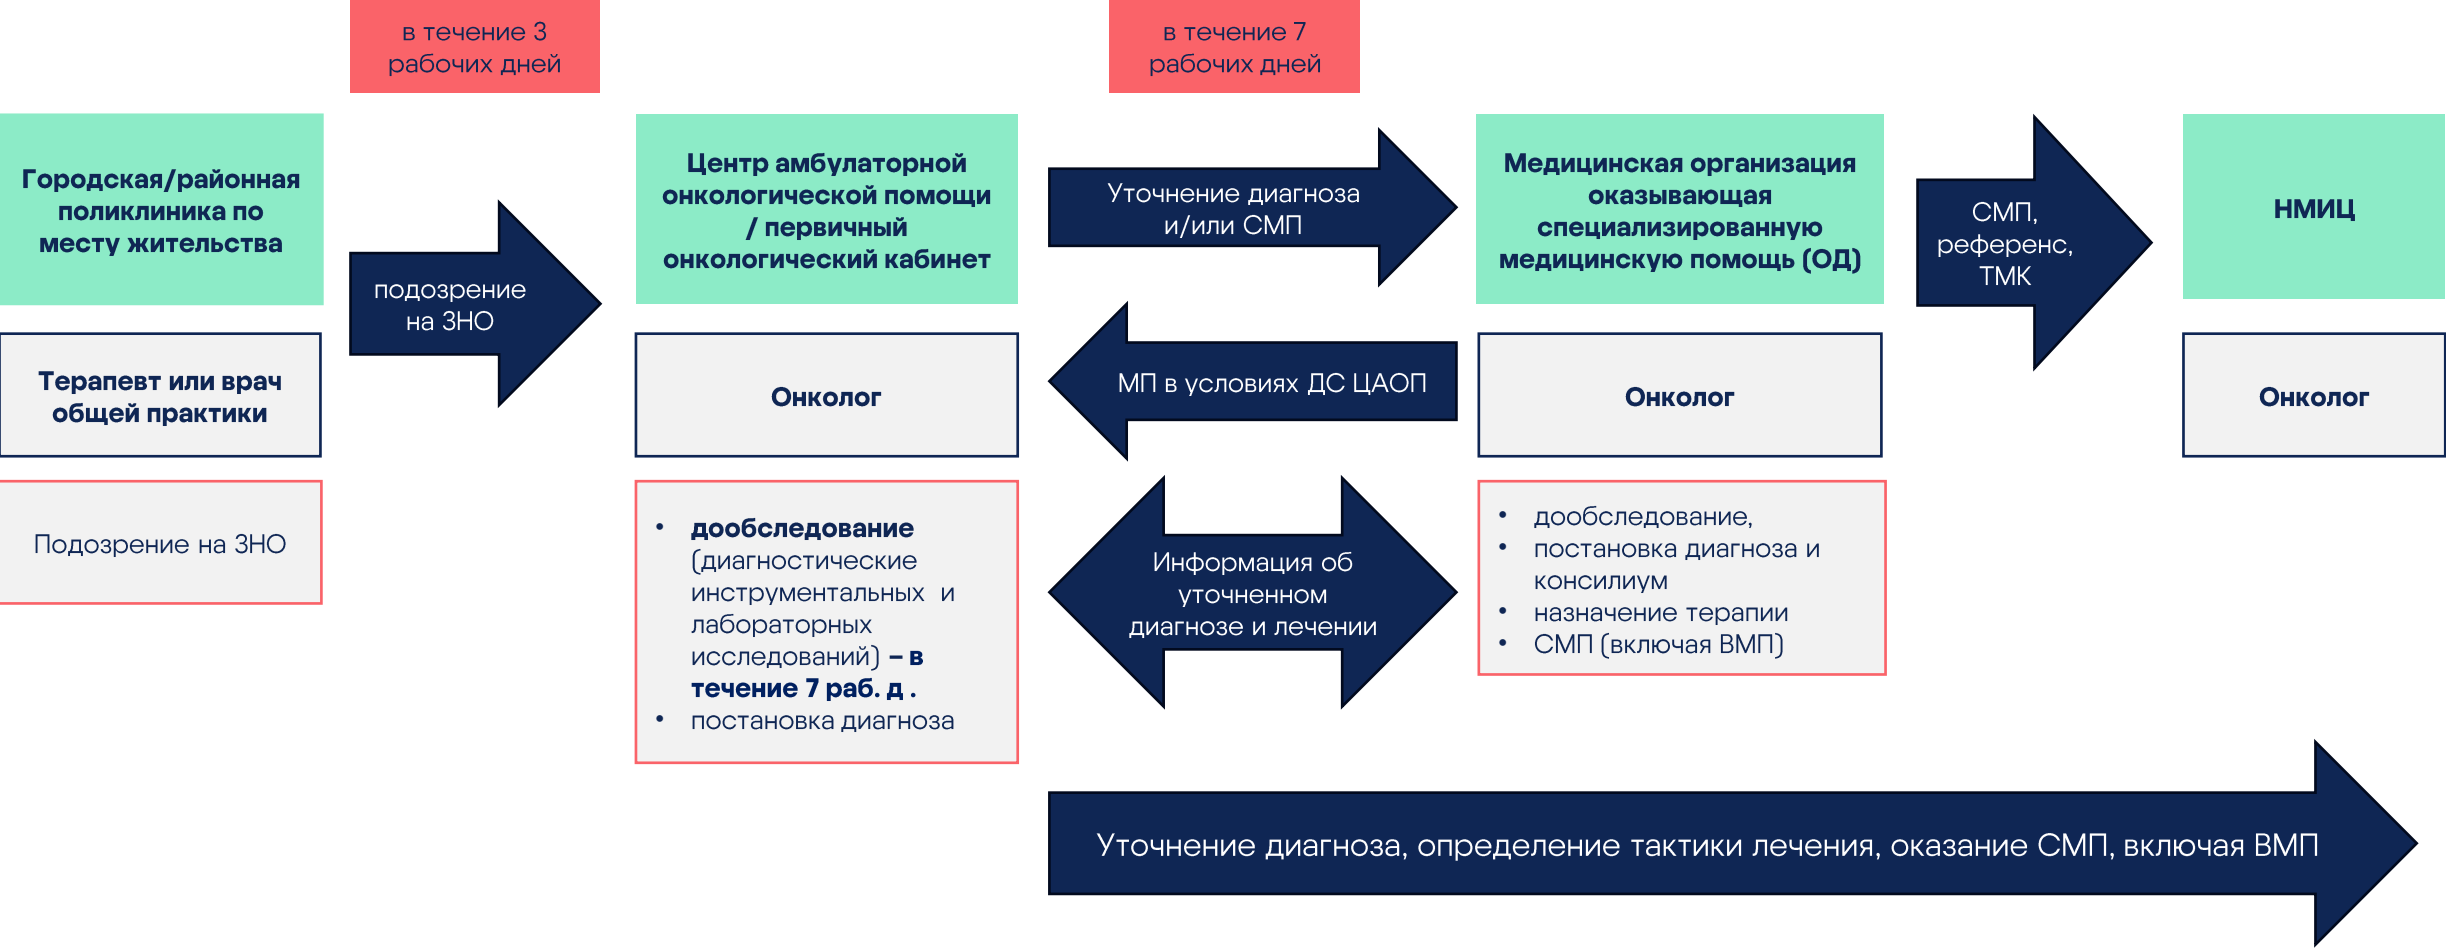 в течение 3
рабочих дней
в течение 7
рабочих дней
Городская/районная
поликлиника по
месту жительства
подозрение
на ЗНО
Центр амбулаторной
онкологической помощи
/ первичный
онкологический кабинет
Уточнение диагноза
и/или СМП
Медицинская организация
оказывающая
специализированную
медицинскую помощь (ОД)
СМП,
референс,
ТМК
НМИЦ
Терапевт или врач
общей практики
Онколог
МП в условиях ДС ЦАОП
Онколог
Онколог
Подозрение на ЗНО
• дообследование
(диагностические
инструментальных и
лабораторных
исследований) – в
течение 7 раб. д .
• постановка диагноза
Информация об
уточненном
диагнозе и лечении
• дообследование,
• постановка диагноза и
консилиум
• назначение терапии
• СМП (включая ВМП)
Уточнение диагноза, определение тактики лечения, оказание СМП, включая ВМП